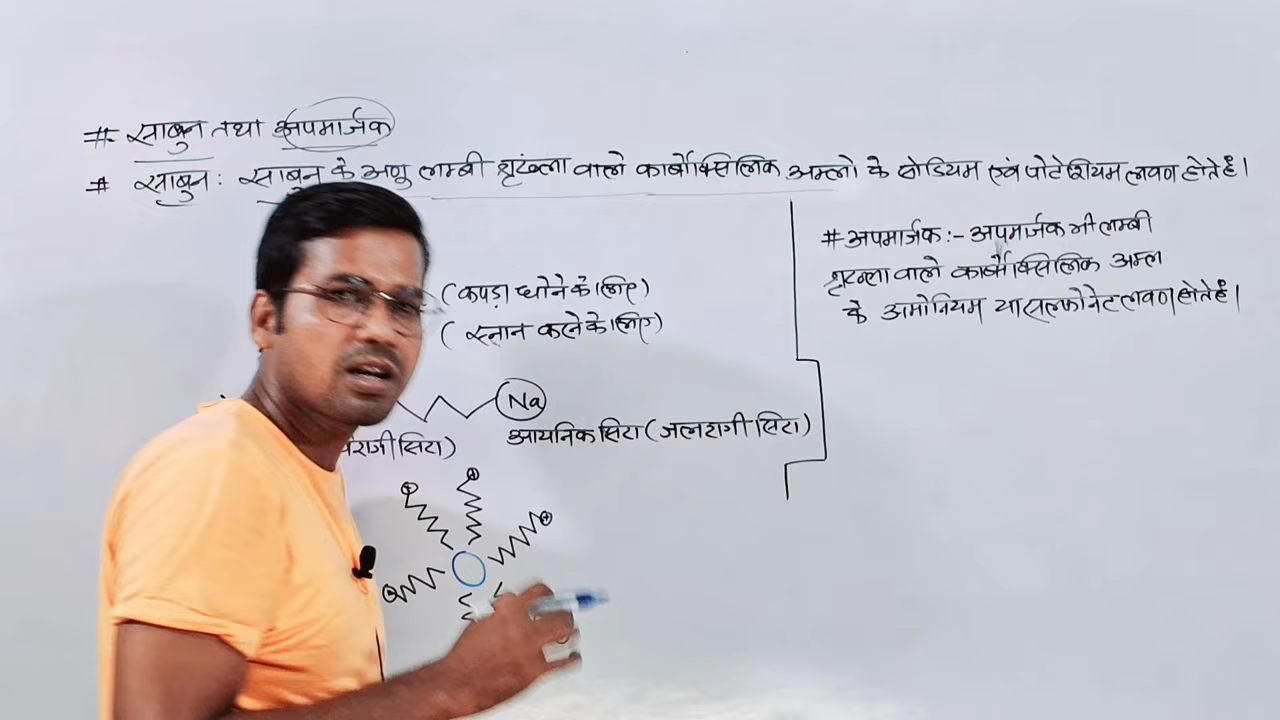 # साबुन तथा अपमार्जक
# साबुन : साबुन के अणु लम्बी शृंखला वाले कार्बोक्सिलिक अम्लो के सोडियम एवं पोटेशियम लवण होते हैं।
(कपड़ा धोने के लिए)
(स्नान करने के लिए)
Na
आयनिक सिरा (जलरागी सिरा)
विरागी सिरा)
# अपमार्जक :- अपमार्जक भी लम्बी
शृंखला वाले कार्बोक्सिलिक अम्ल
के अमोनियम या सल्फोनेट लवण होते हैं।